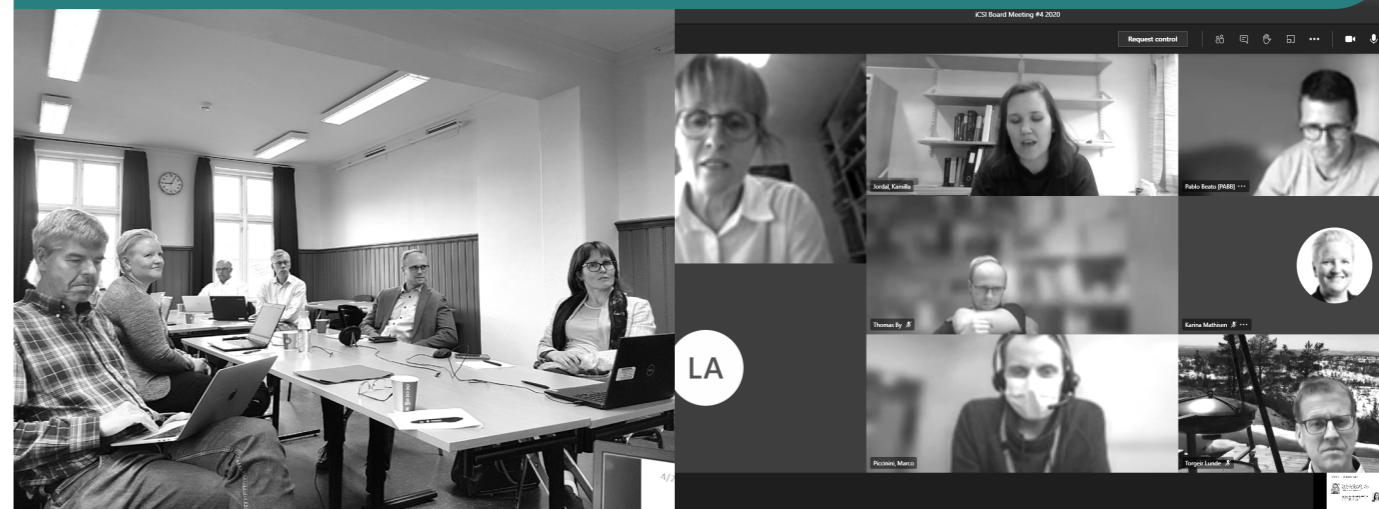 iCSI Board Meeting #4 2020
Request control
Jordal, Kamilla
Pablo Beato [PABB]
Thomas By
Karina Mathisen
LA
Piccinini, Marco
Torgeir Lunde